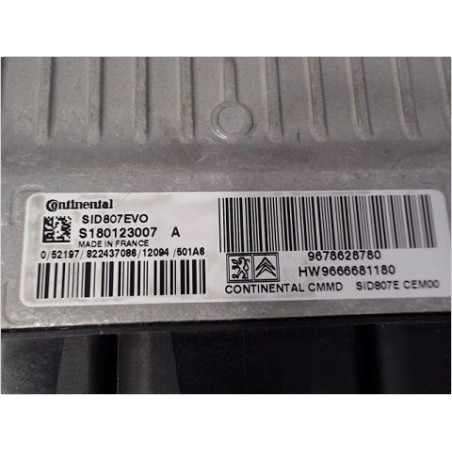 Continental
SID807EVO
S180123007 A
MADE IN FRANCE
0/52197/822437086/12094/501A6
9678628780
HW9666681180
CONTINENTAL CMMD SID807E CEM00